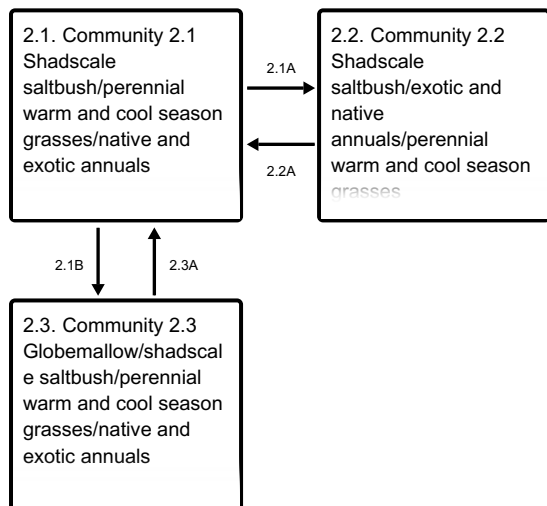 2.1. Community 2.1
Shadscale
saltbush/perennial
warm and cool season
grasses/native and
exotic annuals
2.1A
2.2A
2.2. Community 2.2
Shadscale
saltbush/exotic and
native
annuals/perennial
warm and cool season
grasses
2.1B
2.3A
2.3. Community 2.3
Globemallow/shadscal
e saltbush/perennial
warm and cool season
grasses/native and
exotic annuals